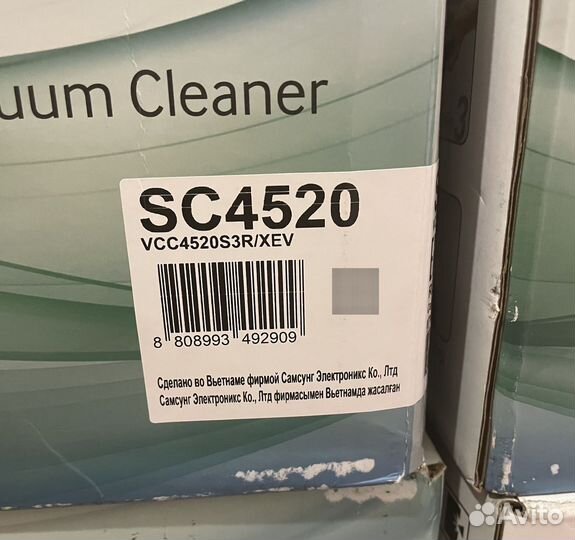 uum Cleaner
SC4520
VCC4520S3R/XEV
8 808993 492909
Сделано во Вьетнаме фирмой Самсунг Электроникс Ко., Лтд
Самсунг Электроникс Ко., Лтд фирмасымен Вьетнамда жасалған
Avito